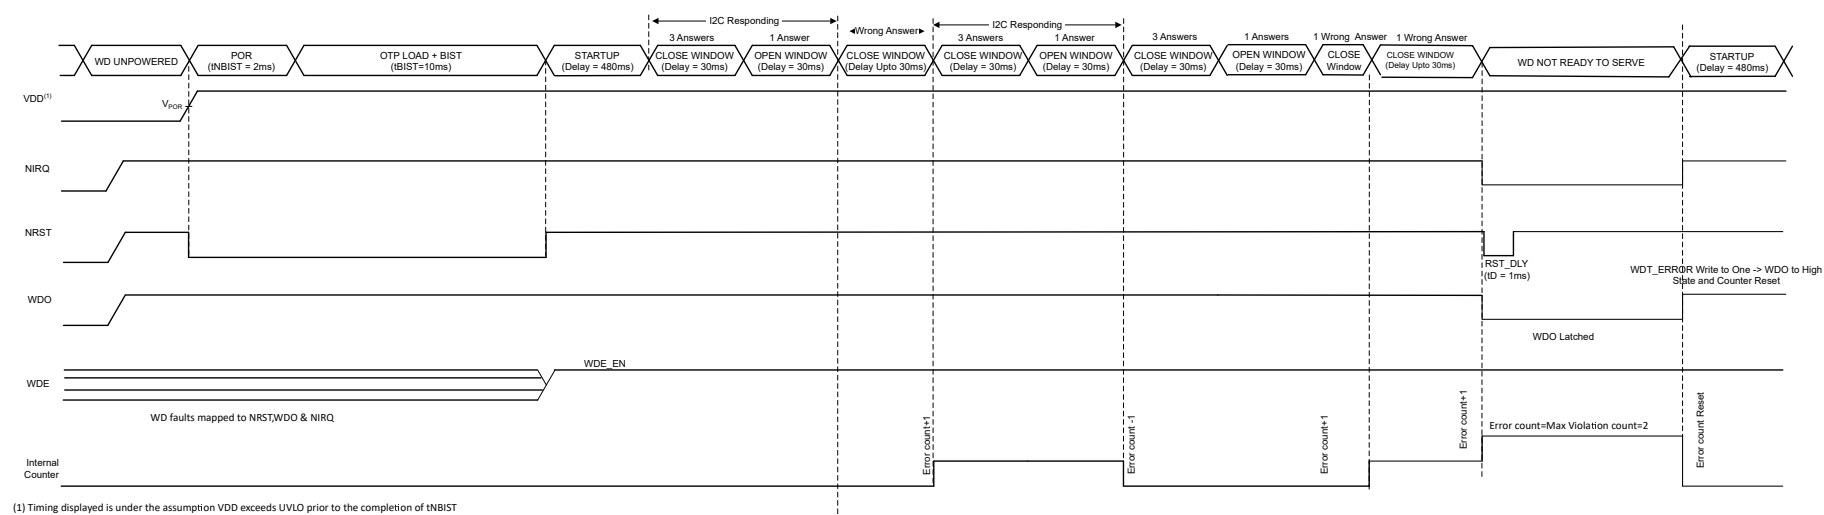 I2C Responding
Wrong Answer
I2C Responding
3 Answers
1 Answer
3 Answers
1 Answer
3 Answers
1 Answers
1 Wrong Answer
1 Wrong Answer
WD UNPOWERED
POR
(tNBIST = 2ms)
OTP LOAD + BIST
(tBIST=10ms)
STARTUP
(Delay = 480ms)
CLOSE WINDOW
(Delay = 30ms)
OPEN WINDOW
(Delay = 30ms)
CLOSE WINDOW
(Delay Upto 30ms)
CLOSE WINDOW
(Delay = 30ms)
OPEN WINDOW
(Delay = 30ms)
CLOSE WINDOW
(Delay = 30ms)
OPEN WINDOW
(Delay = 30ms)
CLOSE
Window
CLOSE WINDOW
(Delay Upto 30ms)
WD NOT READY TO SERVE
STARTUP
(Delay = 480ms)
VDD(1)
VPOR
NIRQ
NRST
RST_DLY
(tD = 1ms)
WDT_ERROR Write to One -> WDO to High
State and Counter Reset
WDO
WDO Latched
WDE
WDE_EN
WD faults mapped to NRST,WDO & NIRQ
Error count+1
Error count -1
Error count+1
Error count+1
Error count=Max Violation count=2
Error count Reset
Internal
Counter
(1) Timing displayed is under the assumption VDD exceeds UVLO prior to the completion of tNBIST